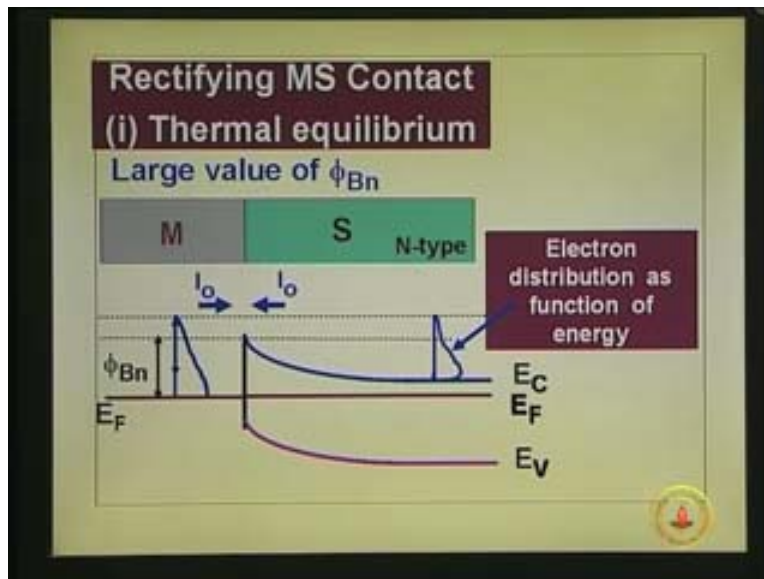 Rectifying MS Contact
(i) Thermal equilibrium
Large value of ϕBn
M
S
N-type
Electron
distribution as
function of
energy
Io
Io
ϕBn
EF
EC
EF
EV